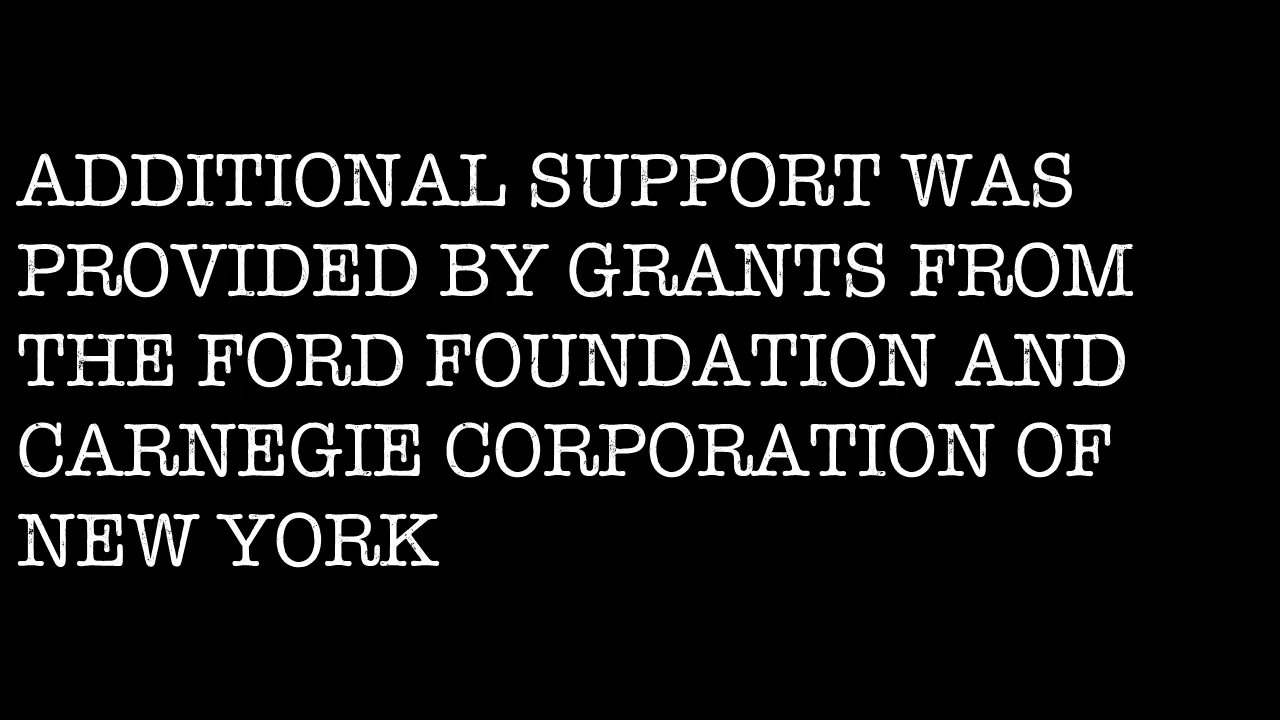 ADDITIONAL SUPPORT WAS
PROVIDED BY GRANTS FROM
THE FORD FOUNDATION AND
CARNEGIE CORPORATION OF
NEW YORK